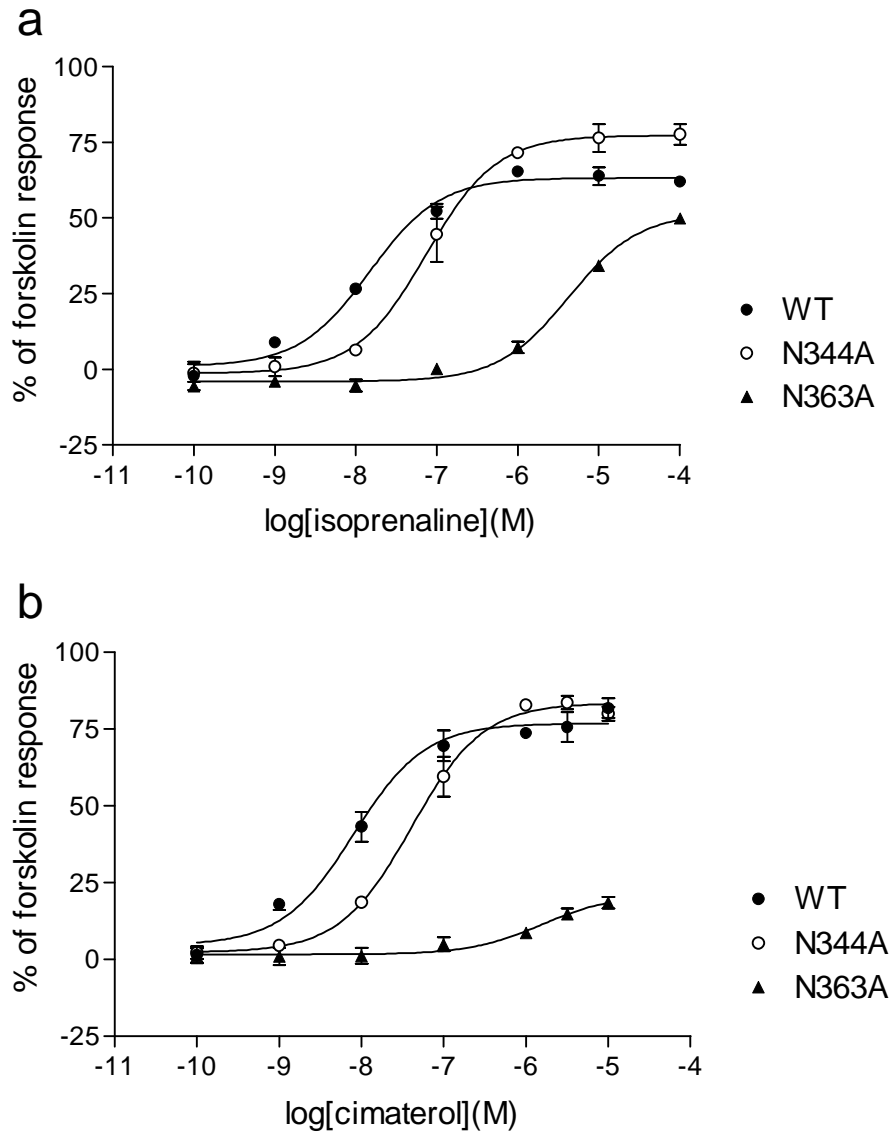 a
100
75
50
25
0
-25
% of forskolin response
-11 -10 -9 -8 -7 -6 -5 -4
log[isoprenaline](M)
WT
N344A
N363A
b
100
75
50
25
0
-25
% of forskolin response
-11 -10 -9 -8 -7 -6 -5 -4
log[cimaterol](M)
WT
N344A
N363A